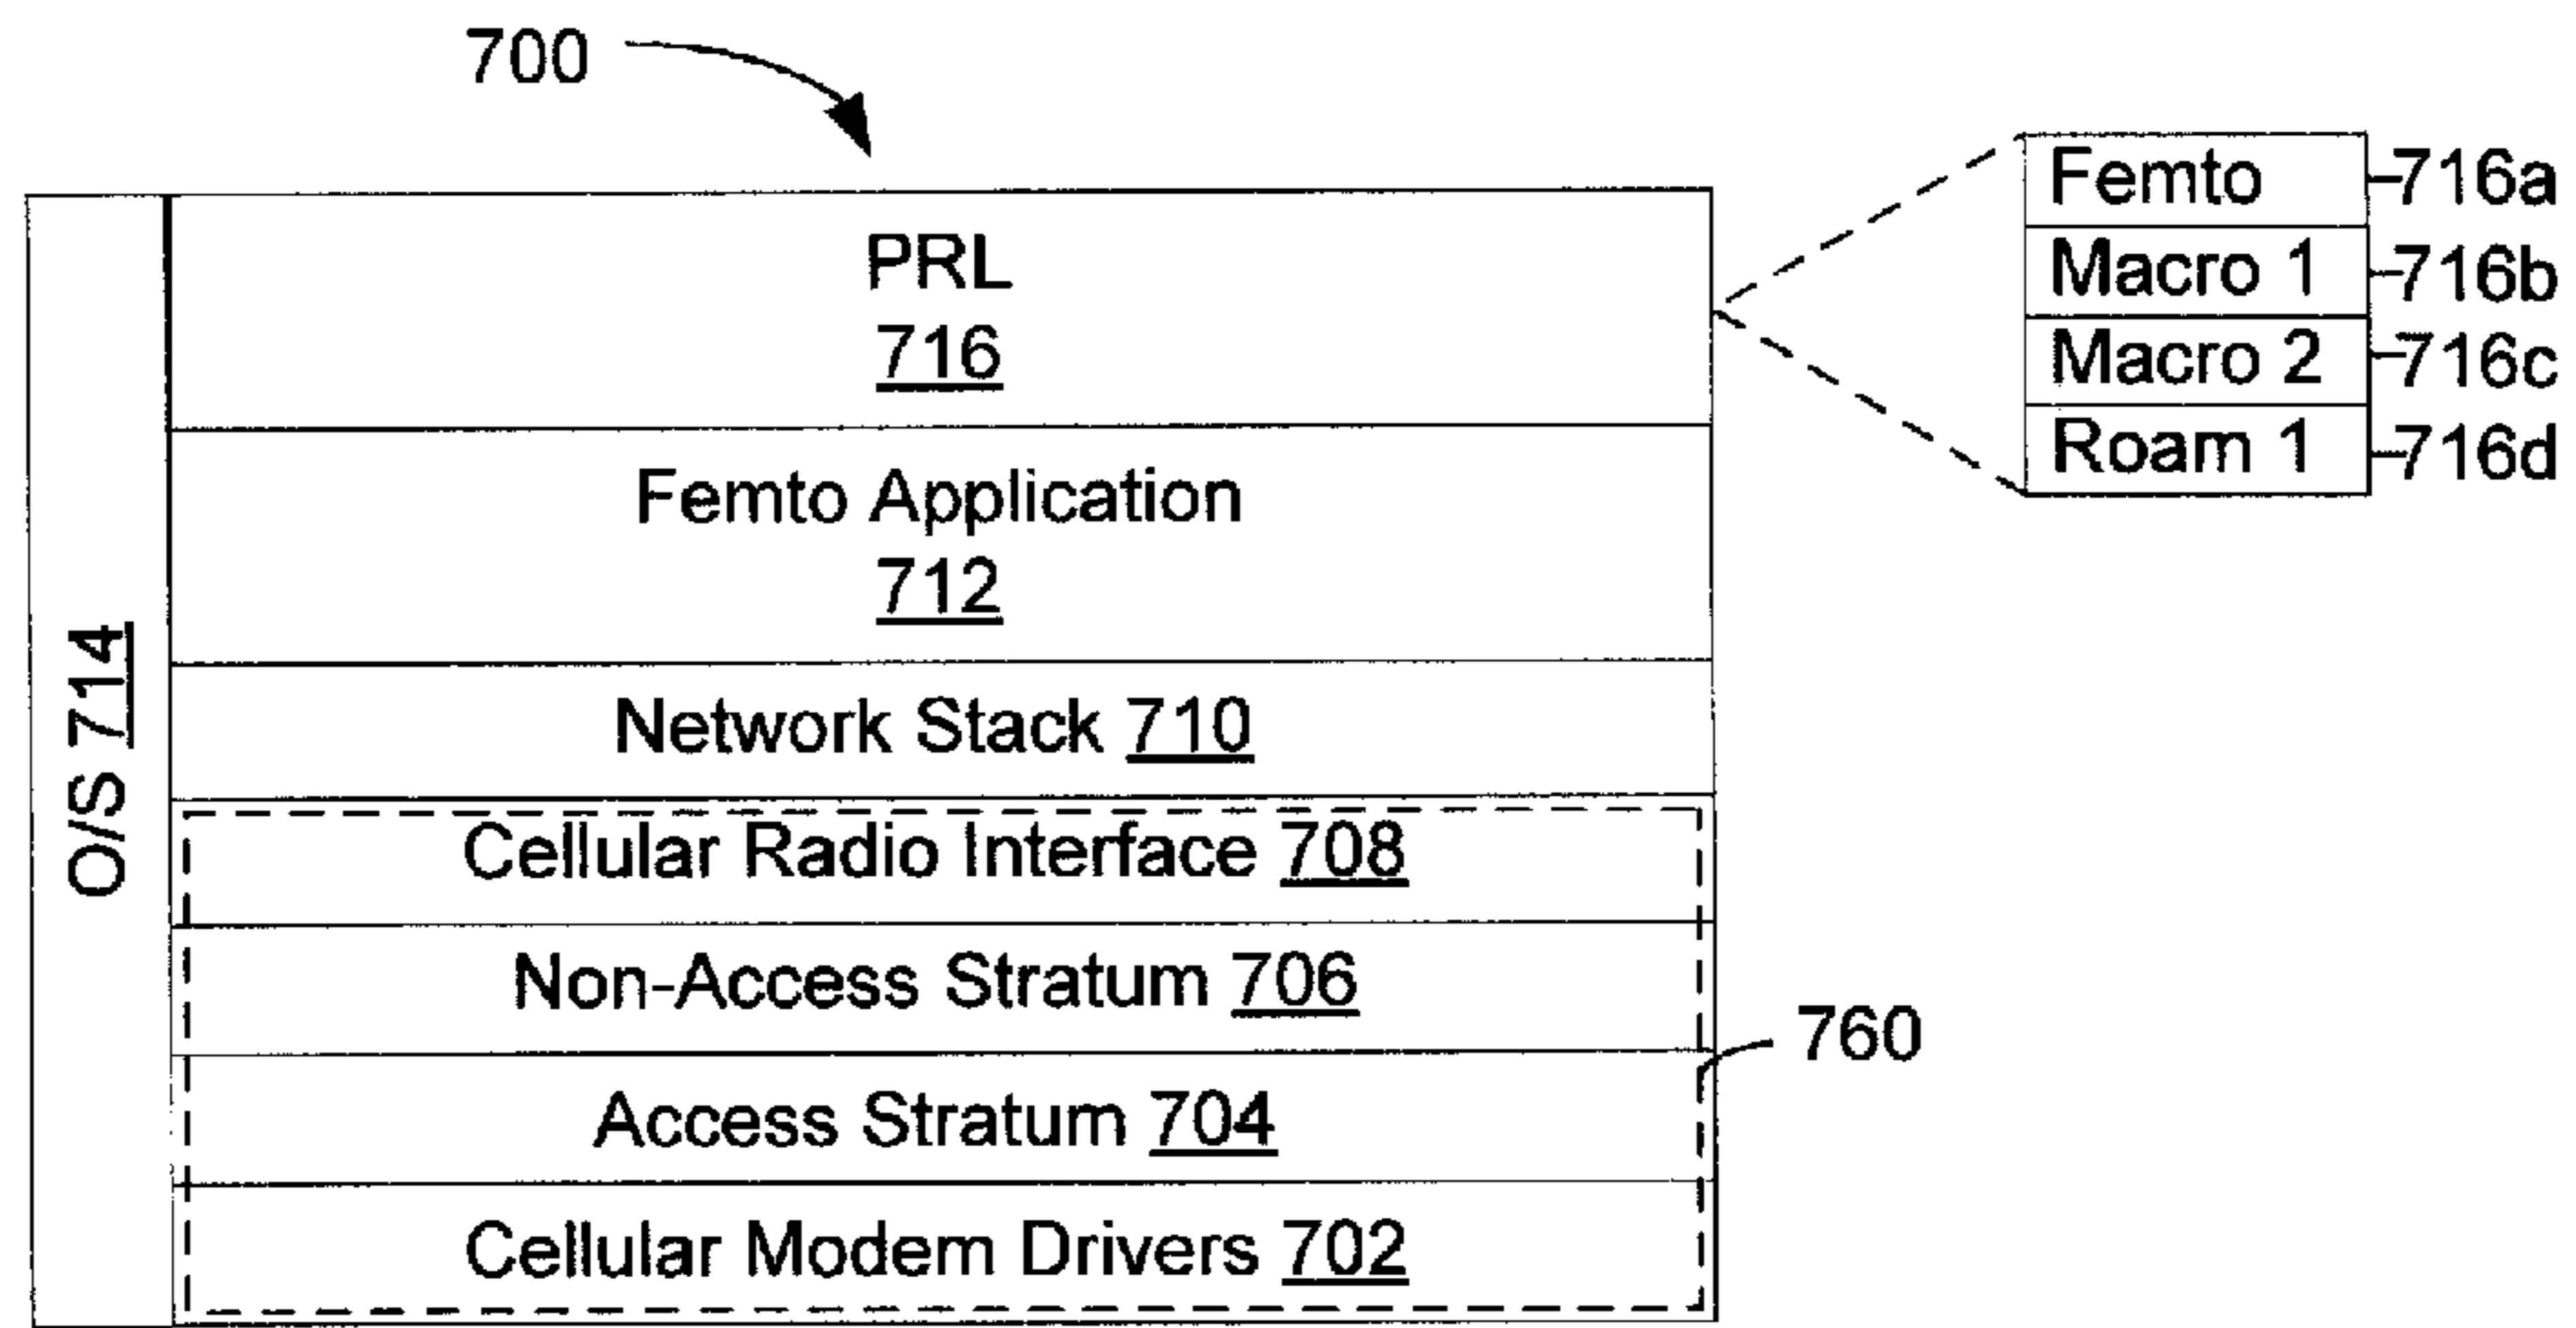 700
Femto 716a
Macro 1 716b
Macro 2 716c
Roam 1 716d
PRL
716
Femto Application
712
Network Stack 710
O/S 714
Cellular Radio Interface 708
Non-Access Stratum 706
760
Access Stratum 704
Cellular Modem Drivers 702